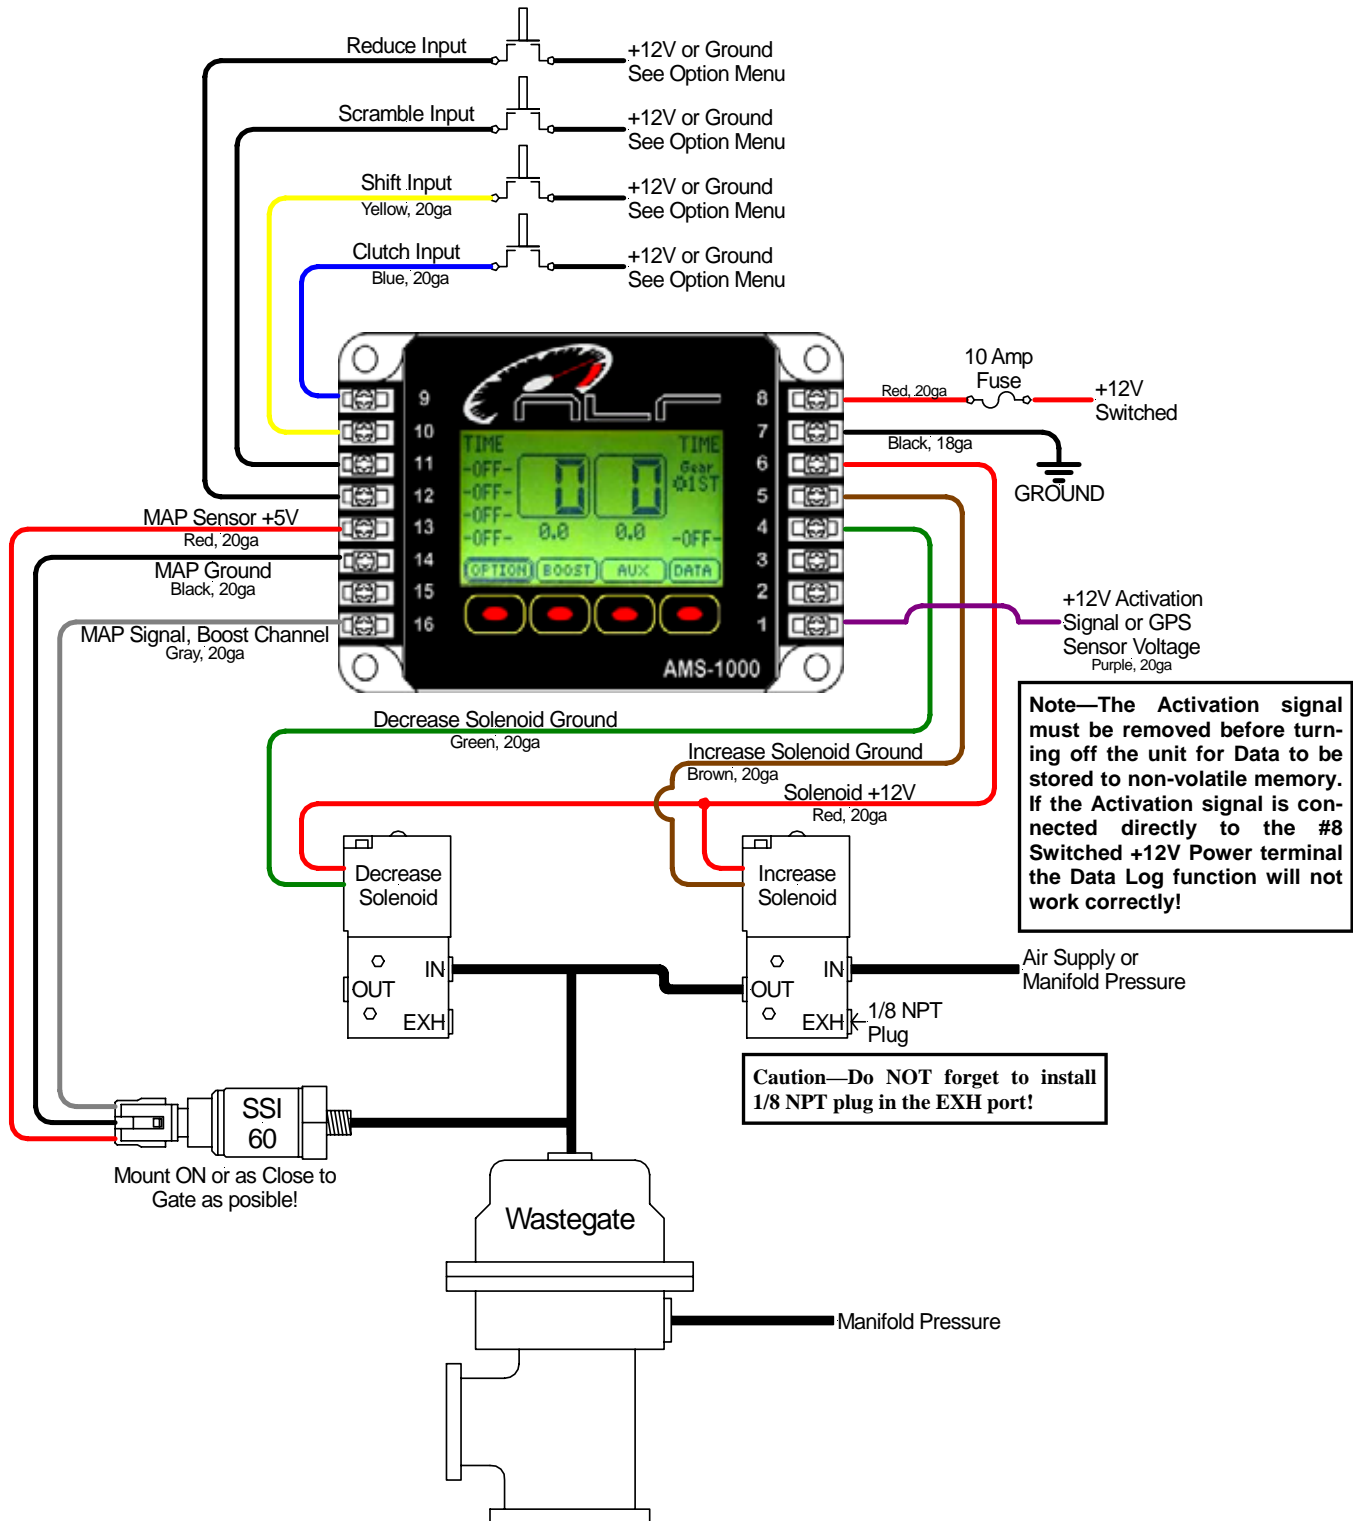 Reduce Input
+12V or Ground
See Option Menu
Scramble Input
+12V or Ground
See Option Menu
Shift Input
Yellow, 20ga
+12V or Ground
See Option Menu
Clutch Input
Blue, 20ga
+12V or Ground
See Option Menu
10 Amp
Fuse
Red, 20ga
+12V
Switched
Black, 18ga
GROUND
9
10
11
12
13
14
15
16
8
7
6
5
4
3
2
1
nLr
TIME
TIME
-OFF-
-OFF-
-OFF-
-OFF-
0
0
Gear
1ST
0.0
0.0
-OFF-
OPTION
BOOST
AUX
DATA
AMS-1000
MAP Sensor +5V
Red, 20ga
MAP Ground
Black, 20ga
MAP Signal, Boost Channel
Gray, 20ga
+12V Activation
Signal or GPS
Sensor Voltage
Purple, 20ga
Note—The Activation signal
must be removed before turn-
ing off the unit for Data to be
stored to non-volatile memory.
If the Activation signal is con-
nected directly to the #8
Switched +12V Power terminal
the Data Log function will not
work correctly!
Decrease Solenoid Ground
Green, 20ga
Increase Solenoid Ground
Brown, 20ga
Solenoid +12V
Red, 20ga
Decrease
Solenoid
IN
OUT
EXH
Increase
Solenoid
IN
OUT
EXH
Air Supply or
Manifold Pressure
1/8 NPT
Plug
Caution—Do NOT forget to install
1/8 NPT plug in the EXH port!
SSI
60
Mount ON or as Close to
Gate as posible!
Wastegate
Manifold Pressure